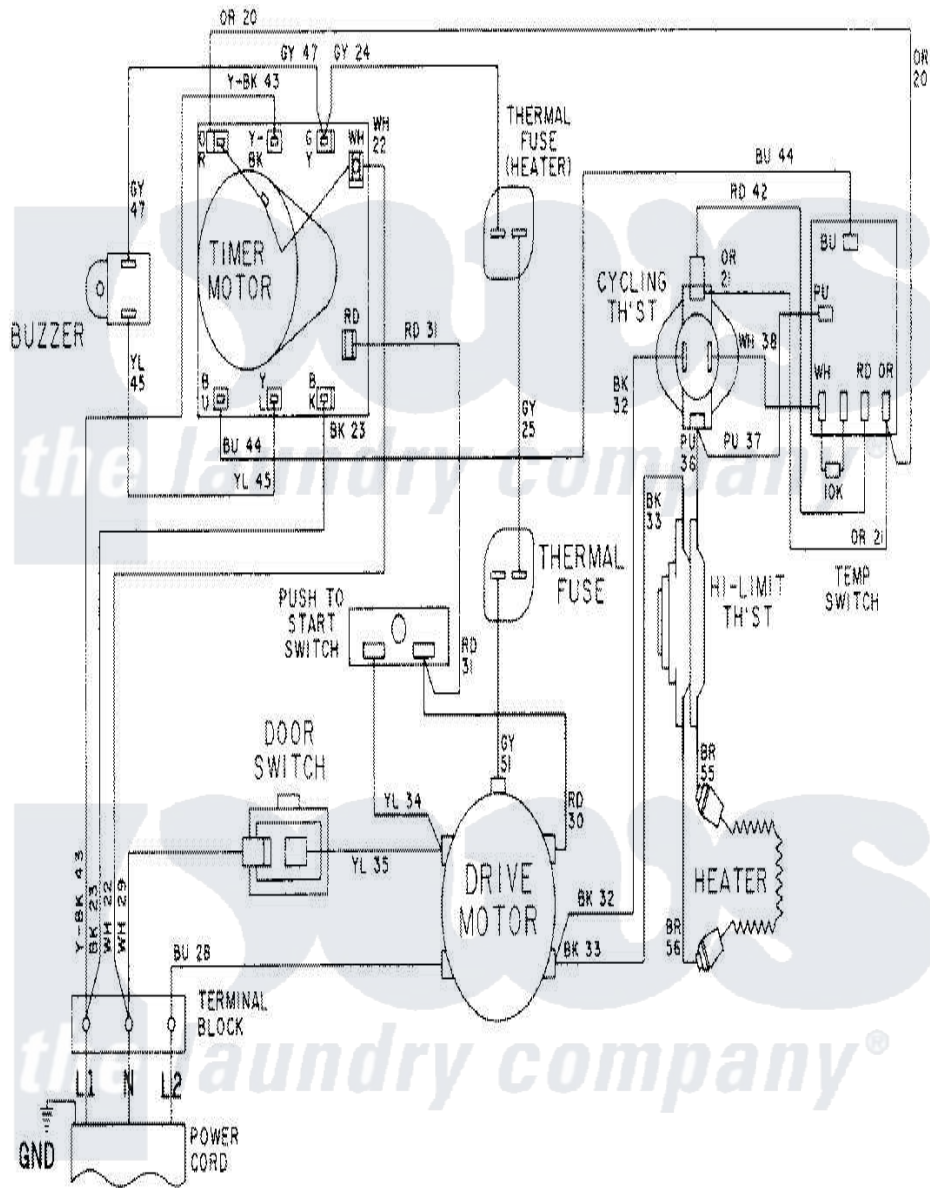 OR 20
GY 47
GY 24
OR
20
Y-BK 43
THERMAL
FUSE
(HEATER)
WH
22
O
R
Y-
BK
G
Y
WH
BU 44
RD 42
GY
47
BU
TIMER
MOTOR
CYCLING
TH'ST
OR
21
PU
BUZZER
RD
RD 31
WH 38
YL
45
BK
32
WH
RD
OR
B
U
Y
L
B
K
GY
25
BU 44
BK 23
PU
36
PU 37
YL 45
10K
the laundry company®
BK
33
OR 21
THERMAL
FUSE
HI-LIMIT
TH'ST
TEMP
SWITCH
PUSH TO
START
SWITCH
RD
31
DOOR
SWITCH
GY
51
BR
55
YL 34
RD
30
YL 35
DRIVE
MOTOR
HEATER
Y-BK 43
BK 23
WH 22
WH 29
BK 32
BK 33
BR
56
BU 28
TERMINAL
BLOCK
the laundry company®
L1
N
L2
GND
POWER
CORD